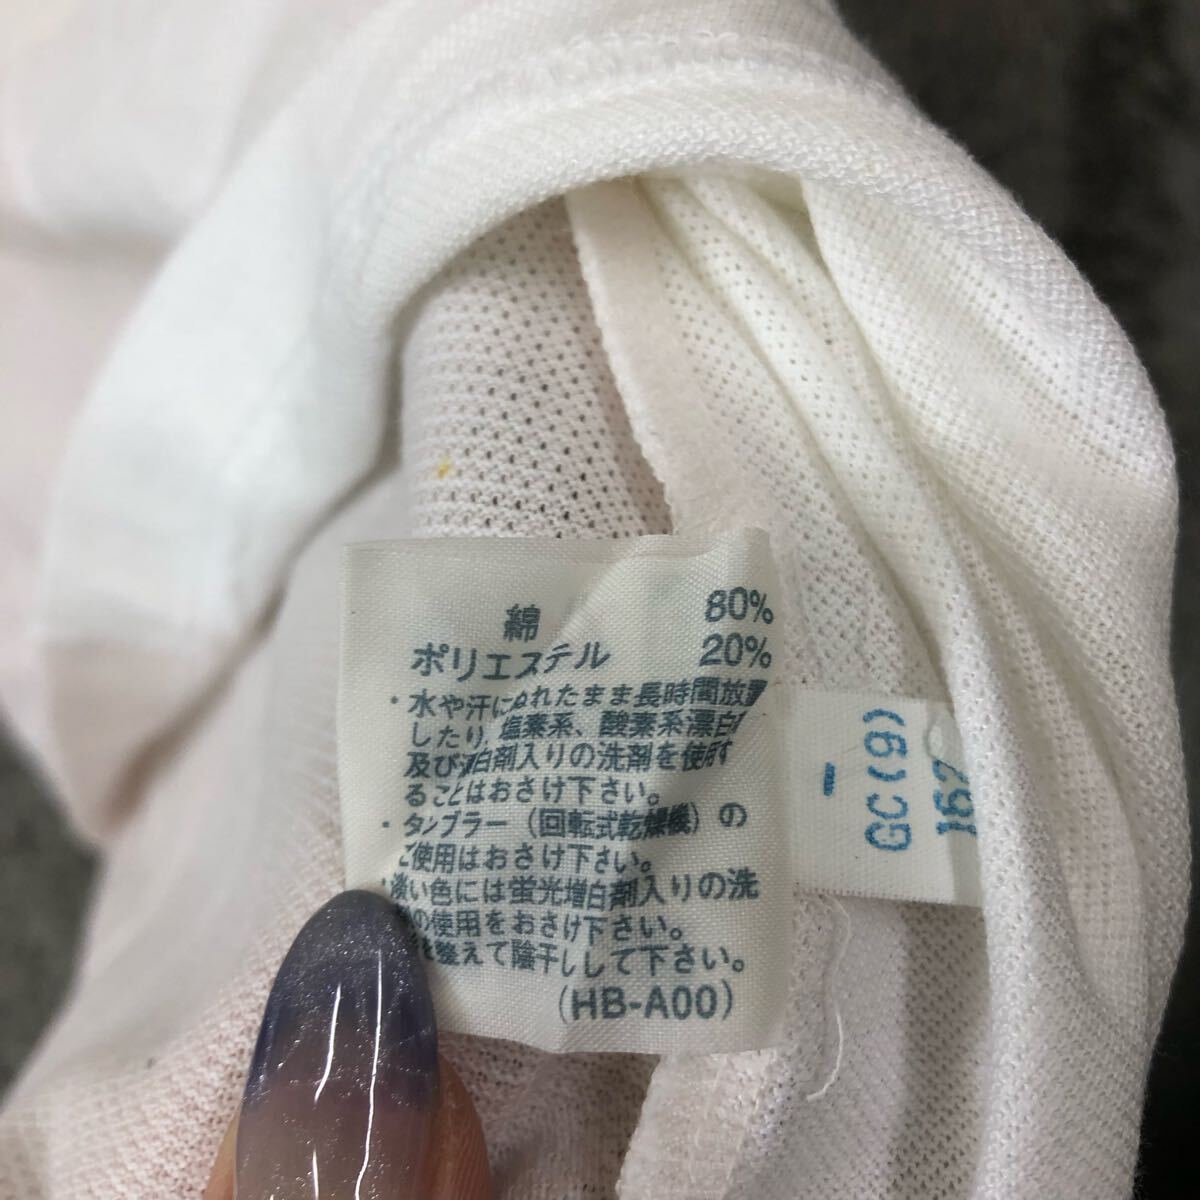 綿 80%
ポリエステル 20%
・水や汗にぬれたまま長時間放置
したり、塩素系、酸素系漂白
及び 白剤入りの洗剤を使用す
ることはおさけ下さい。
・タンブラー（回転式乾燥機）の
ご使用はおさけ下さい。
・淡い色には蛍光増白剤入りの洗
の使用をおさけ下さい。
を整えて陰干しして下さい。
(HB-A00)
GC(9)
167